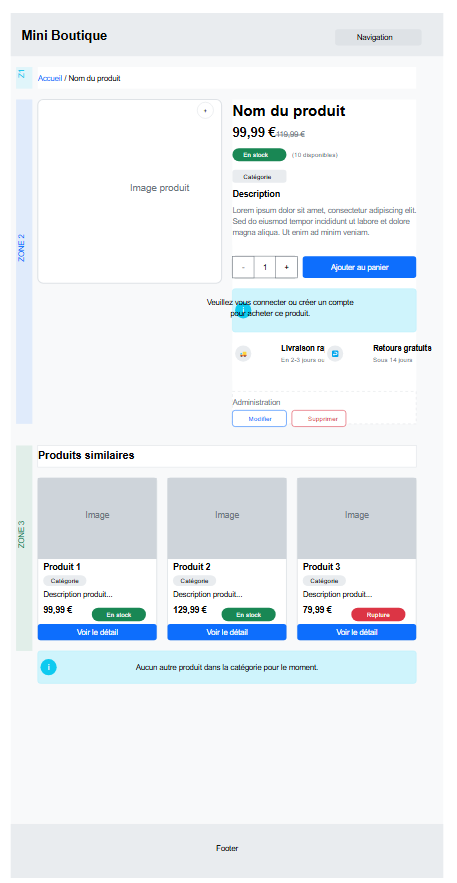 Mini Boutique
Navigation
Z1
Accueil / Nom du produit
ZONE 2
+
Image produit
Nom du produit
99,99 € 119,99 €
En stock (10 disponibles)
Catégorie
Description
Lorem ipsum dolor sit amet, consectetur adipiscing elit.
Sed do eiusmod tempor incididunt ut labore et dolore
magna aliqua. Ut enim ad minim veniam.
- 1 +
Ajouter au panier
i
Veuillez vous connecter ou créer un compte
pour acheter ce produit.
Livraison ra
En 2-3 jours ou
Retours gratuits
Sous 14 jours
Administration
Modifier
Supprimer
ZONE 3
Produits similaires
Image
Produit 1
Catégorie
Description produit...
99,99 €
En stock
Voir le détail
Image
Produit 2
Catégorie
Description produit...
129,99 €
En stock
Voir le détail
Image
Produit 3
Catégorie
Description produit...
79,99 €
Rupture
Voir le détail
i
Aucun autre produit dans la catégorie pour le moment.
Footer